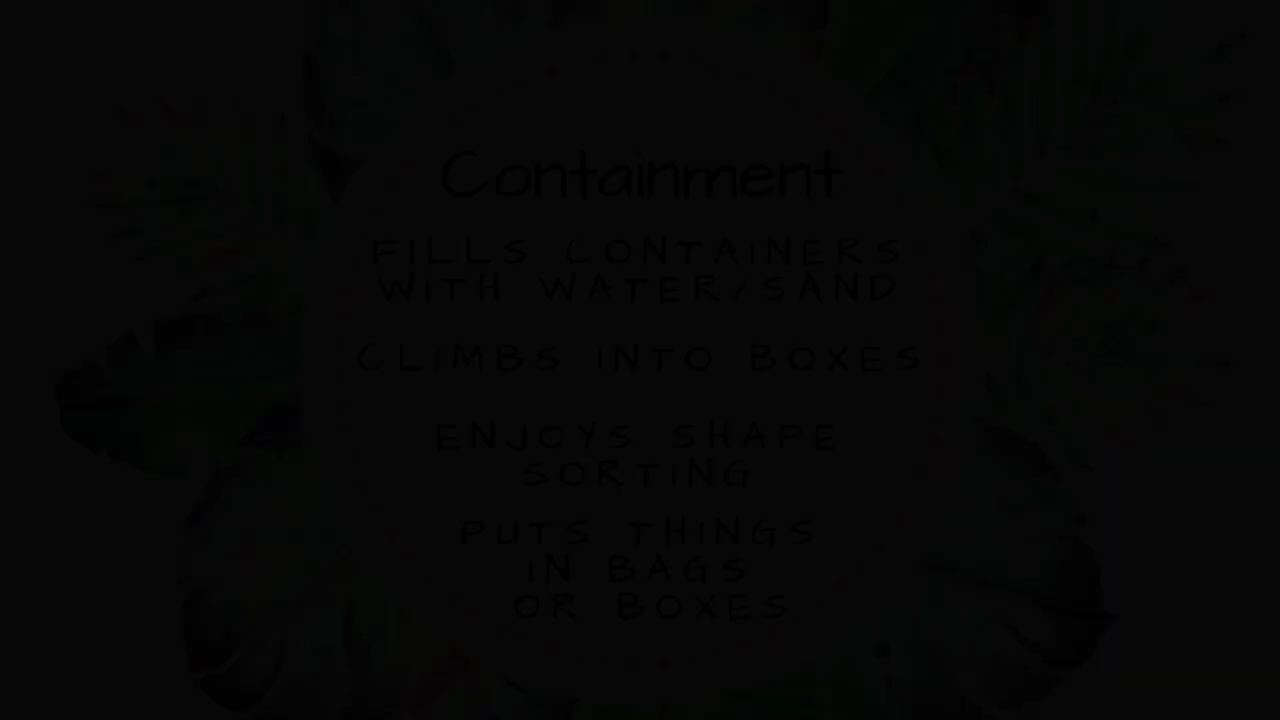 Containment
FILLS CONTAINERS
WITH WATER/SAND
CLIMBS INTO BOXES
ENJOYS SHAPE
SORTING
PUTS THINGS
IN BAGS
OR BOXES